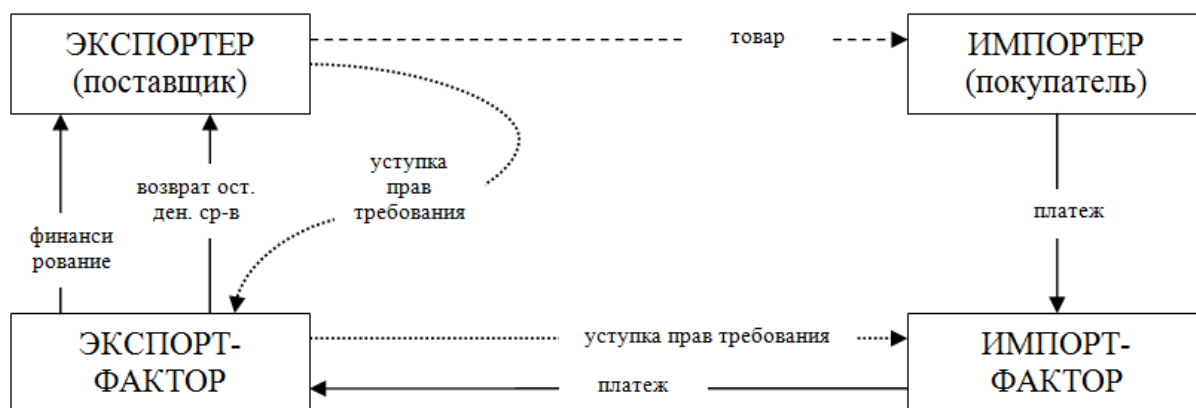 ЭКСПОРТЕР
(поставщик)
товар
ИМПОРТЕР
(покупатель)
уступка
прав
требования
возврат ост.
ден. ср-в
финанси
рование
платеж
ЭКСПОРТ-
ФАКТОР
уступка прав требования
платеж
ИМПОРТ-
ФАКТОР